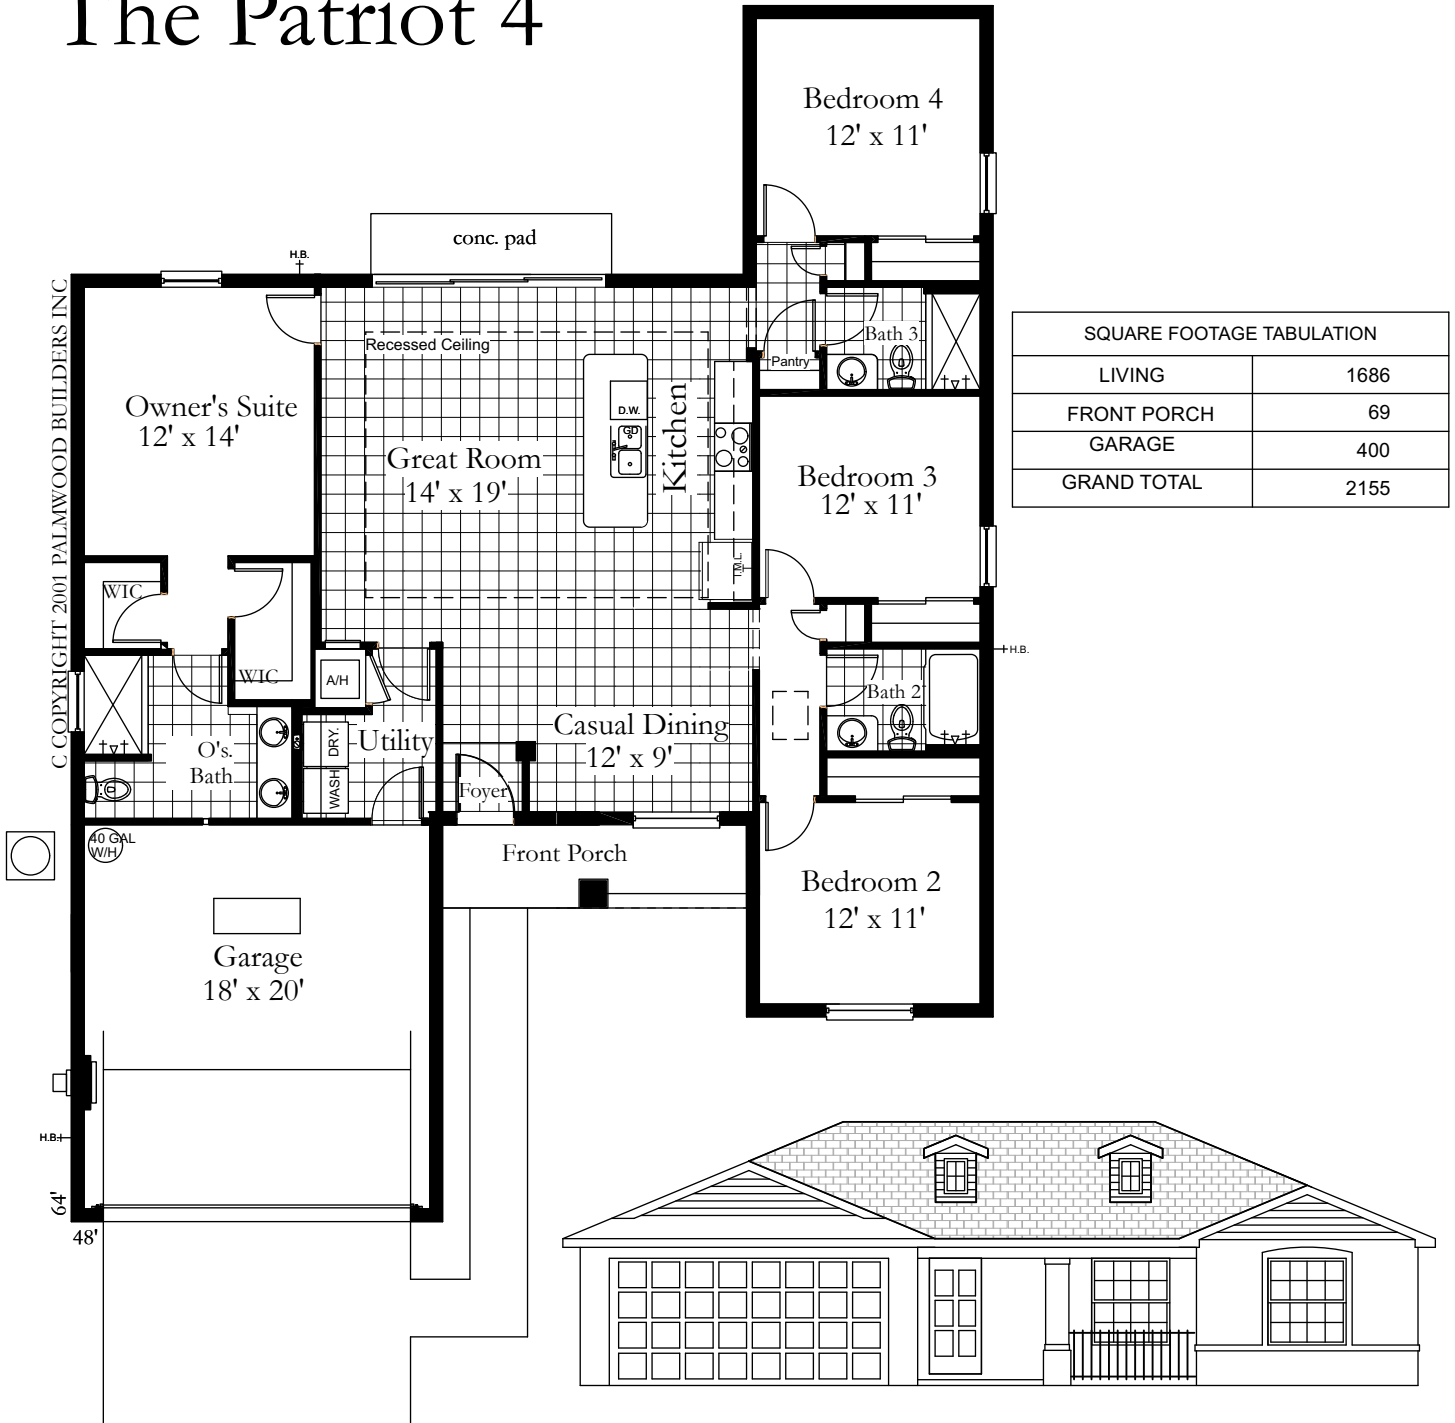 The Patriot 4
Bedroom 4
12' x 11'
conc. pad
H.B.
Recessed Ceiling
Bath 3
Pantry
SQUARE FOOTAGE TABULATION
LIVING 1686
FRONT PORCH 69
GARAGE 400
GRAND TOTAL 2155
Owner's Suite
12' x 14'
D.W.
GD
Kitchen
Great Room
14' x 19'
Bedroom 3
12' x 11'
I.M.L.
C COPYRIGHT 2001 PALMWOOD BUILDERS INC
WIC
WIC
A/H
H.B.
Bath 2
O's.
Bath
DRY.
WASH
Utility
Casual Dining
12' x 9'
Foyer
40 GAL
W/H
Front Porch
Bedroom 2
12' x 11'
Garage
18' x 20'
H.B.
64'
48'